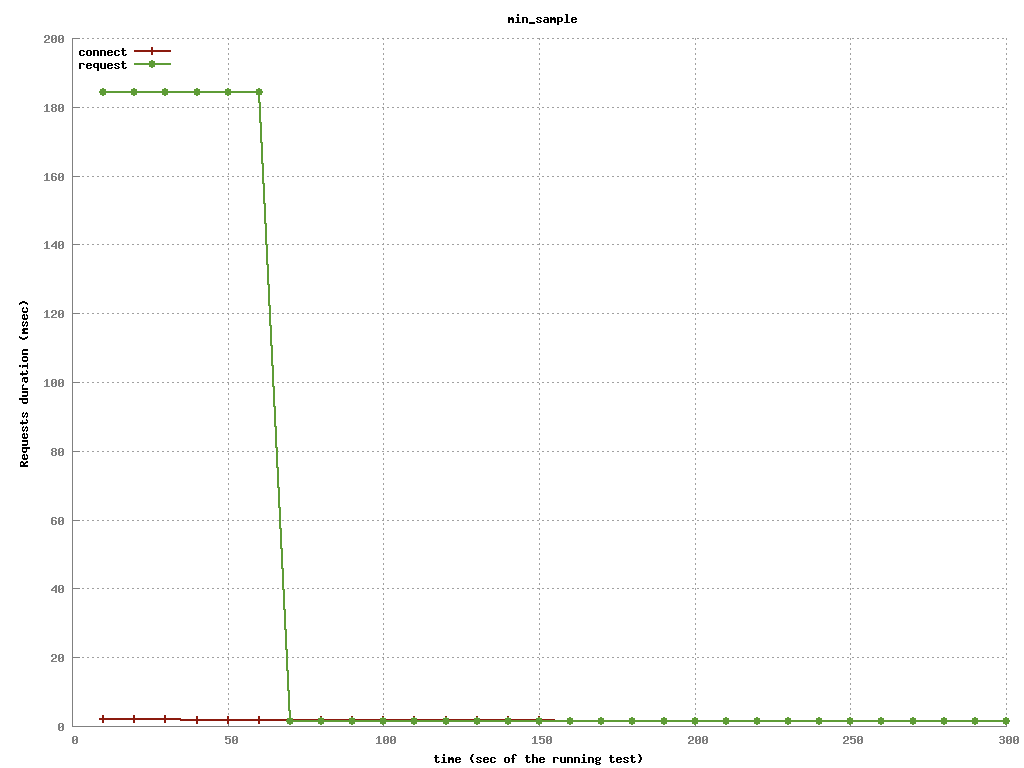 min_sample
200
connect
request
180
160
140
120
Requests duration (msec)
100
80
60
40
20
0
0 50 100 150 200 250 300
time (sec of the running test)